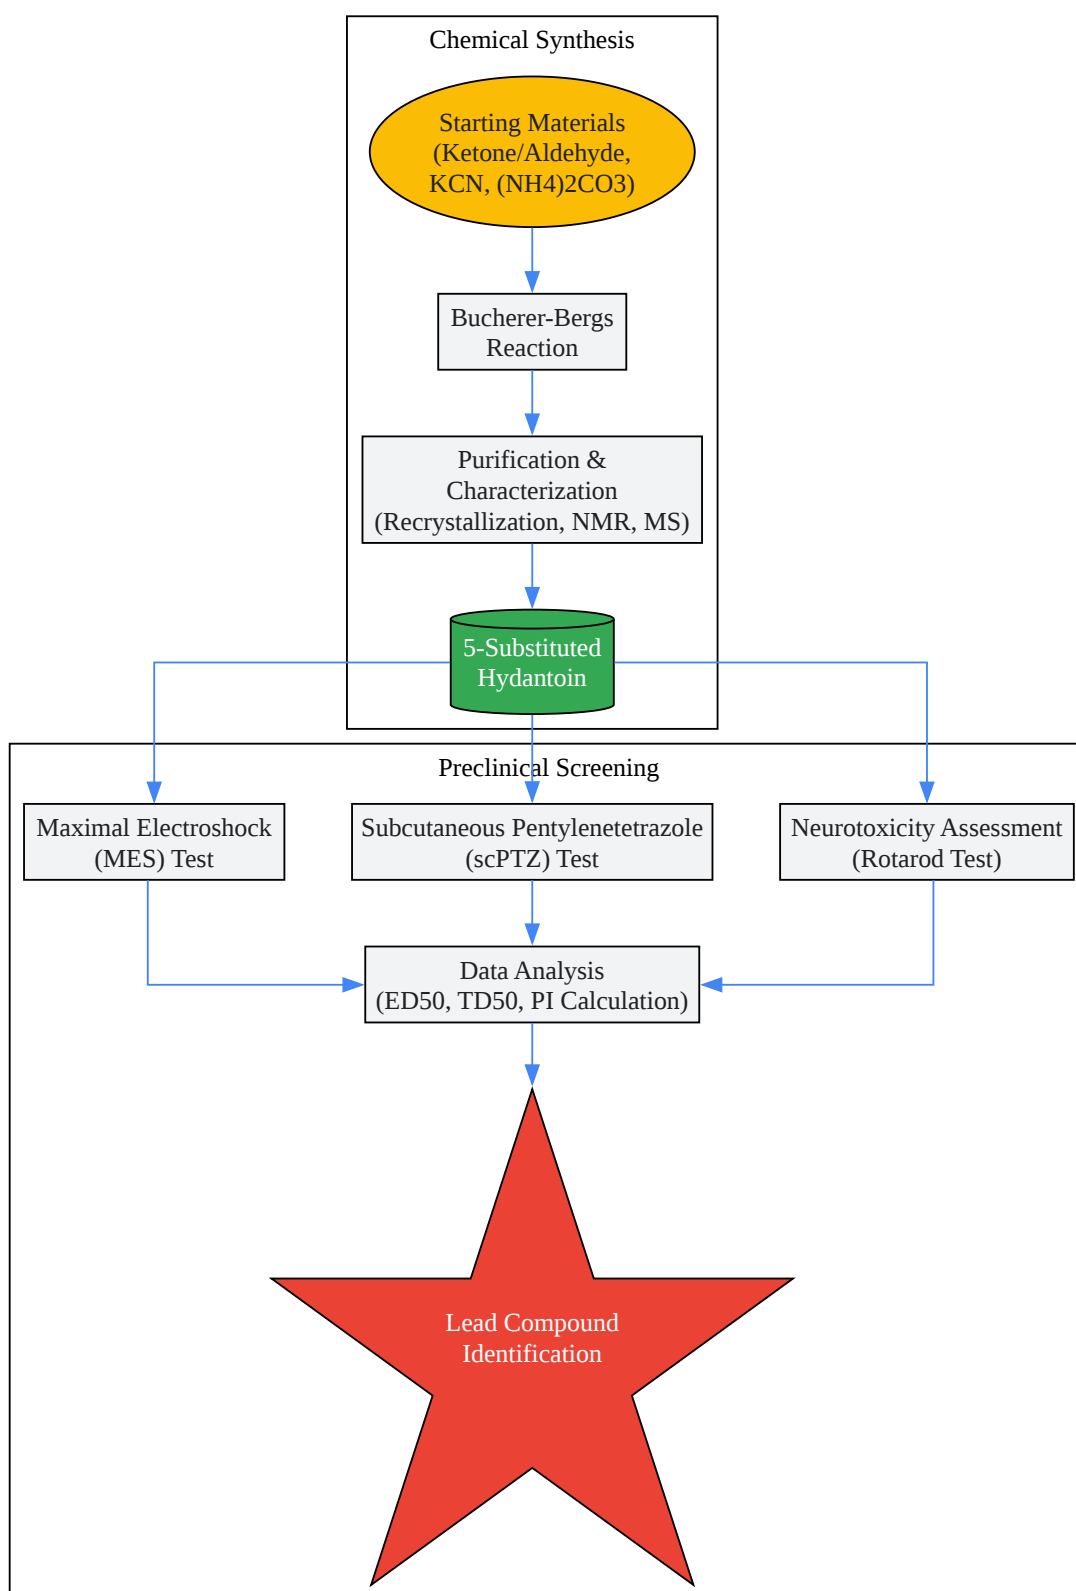 Chemical Synthesis
Starting Materials
(Ketone/Aldehyde,
KCN, (NH4)2CO3)
Bucherer-Bergs
Reaction
Purification &
Characterization
(Recrystallization, NMR, MS)
5-Substituted
Hydantoin
Preclinical Screening
Maximal Electroshock
(MES) Test
Subcutaneous Pentylenetetrazole
(scPTZ) Test
Neurotoxicity Assessment
(Rotarod Test)
Data Analysis
(ED50, TD50, PI Calculation)
Lead Compound
Identification